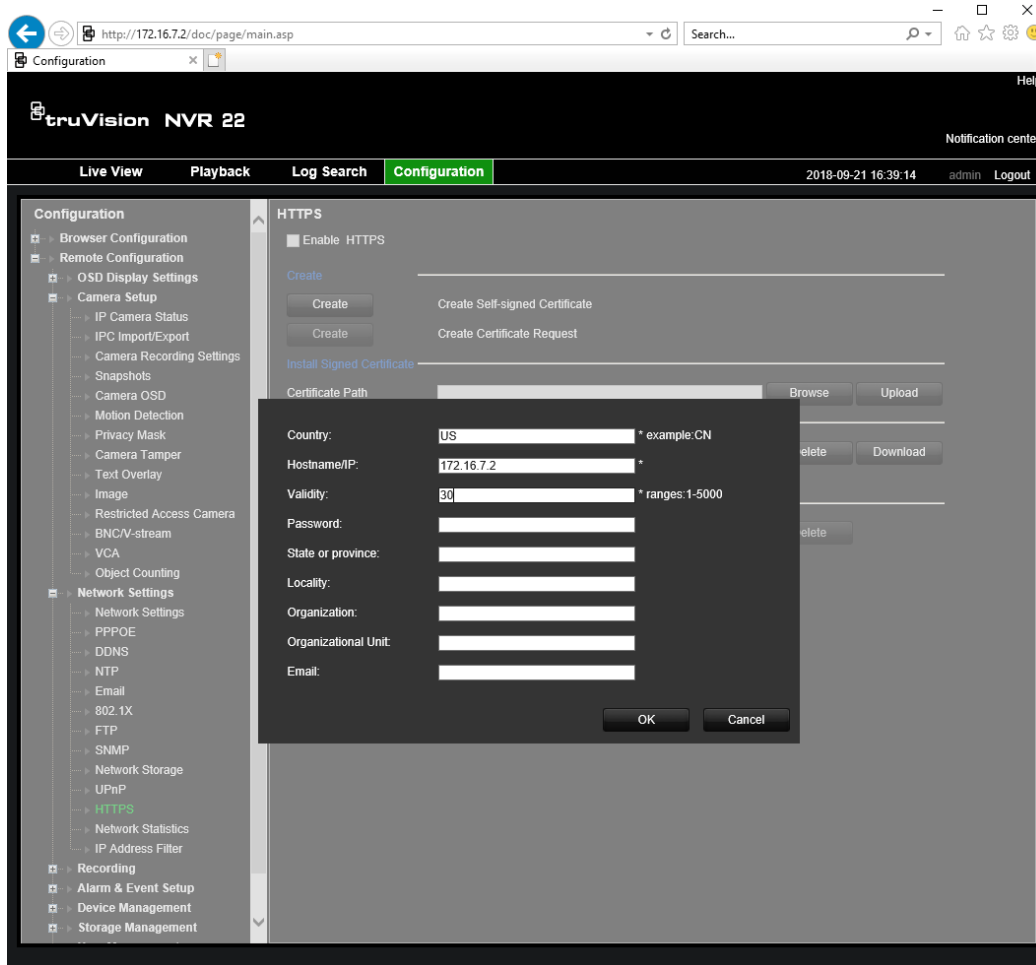 http://172.16.7.2/doc/page/main.asp
Search...
Configuration
Help
truVision NVR 22
Notification cente
Live View Playback Log Search Configuration
2018-09-21 16:39:14 admin Logout
Configuration
Browser Configuration
Remote Configuration
OSD Display Settings
Camera Setup
IP Camera Status
IPC Import/Export
Camera Recording Settings
Snapshots
Camera OSD
Motion Detection
Privacy Mask
Camera Tamper
Text Overlay
Image
Restricted Access Camera
BNC/V-stream
VCA
Object Counting
Network Settings
Network Settings
PPPOE
DDNS
NTP
Email
802.1X
FTP
SNMP
Network Storage
UPnP
HTTPS
Network Statistics
IP Address Filter
Recording
Alarm & Event Setup
Device Management
Storage Management
HTTPS
Enable HTTPS
Create
Create Create Self-signed Certificate
Create Create Certificate Request
Install Signed Certificate
Certificate Path Browse Upload
elete Download
elete
Country: US * example:CN
Hostname/IP: 172.16.7.2 *
Validity: 30 * ranges:1-5000
Password:
State or province:
Locality:
Organization:
Organizational Unit:
Email:
OK Cancel